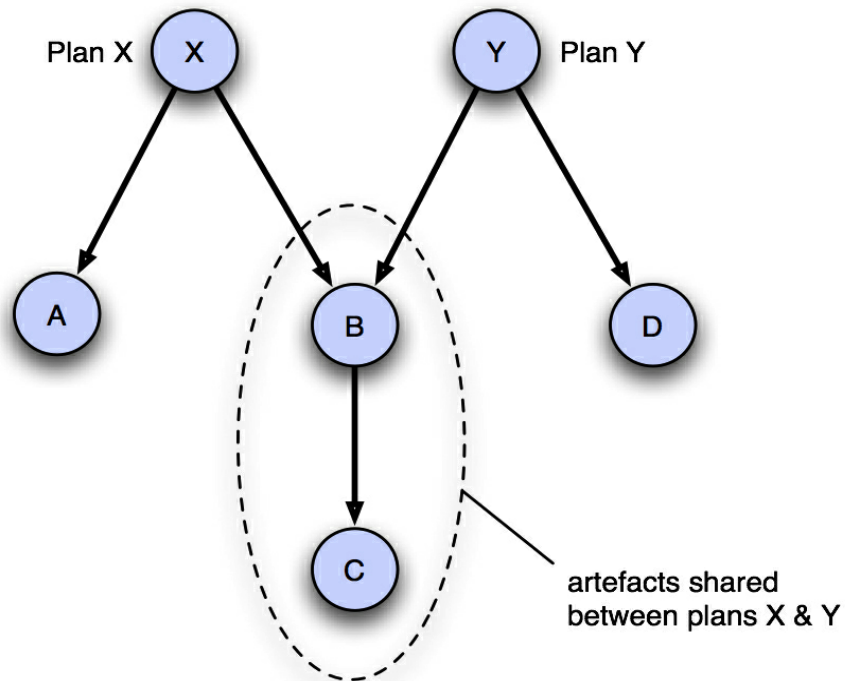 Plan X
X
Y
Plan Y
A
B
D
C
artefacts shared
between plans X & Y